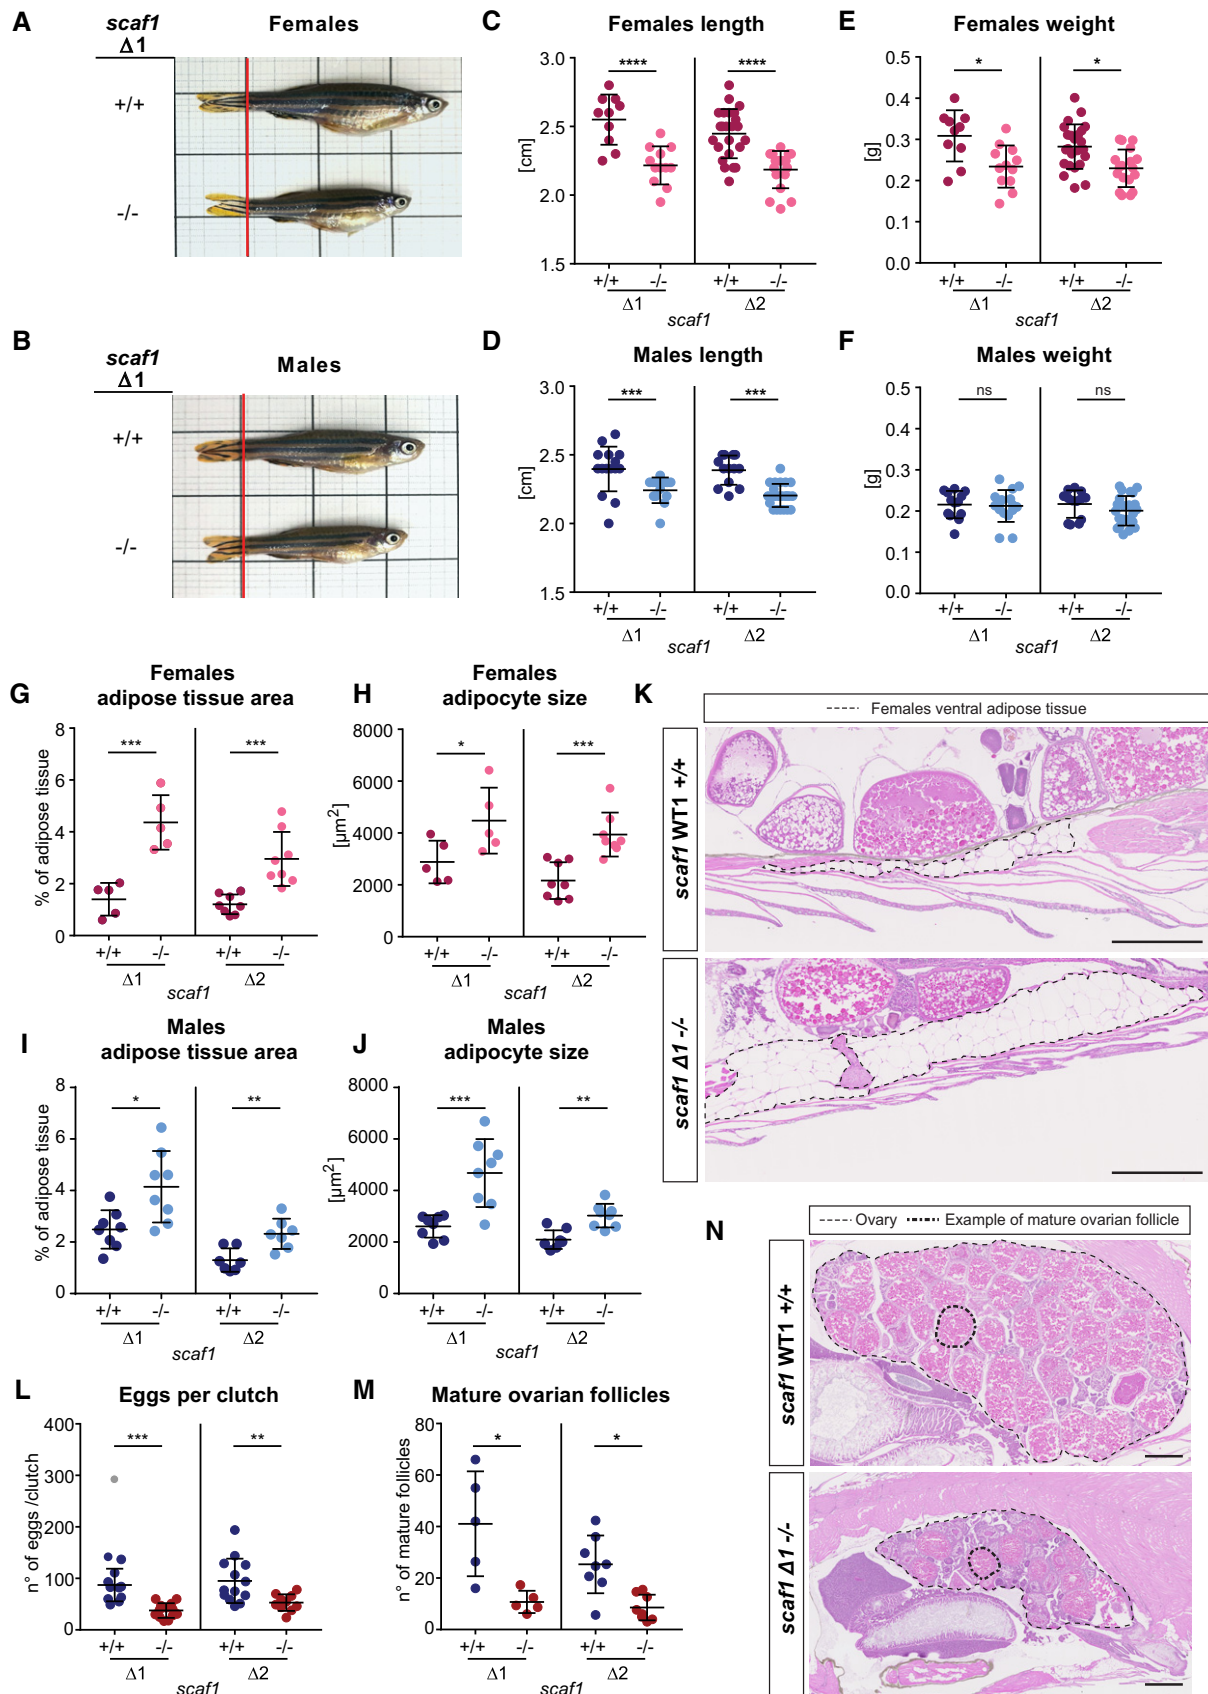 A
scaf1
Δ1
Females
+/+
-/-
B
scaf1
Δ1
Males
+/+
-/-
C
Females length
[cm]
3.0
2.5
2.0
1.5
****
****
+/+ -/- +/+ -/-
Δ1 Δ2
scaf1
E
Females weight
[g]
0.5
0.4
0.3
0.2
0.1
0.0
*
*
+/+ -/- +/+ -/-
Δ1 Δ2
scaf1
D
Males length
[cm]
3.0
2.5
2.0
1.5
***
***
+/+ -/- +/+ -/-
Δ1 Δ2
scaf1
F
Males weight
[g]
0.5
0.4
0.3
0.2
0.1
0.0
ns
ns
+/+ -/- +/+ -/-
Δ1 Δ2
scaf1
G
Females
adipose tissue area
% of adipose tissue
8
6
4
2
0
***
***
+/+ -/- +/+ -/-
Δ1 Δ2
scaf1
H
Females
adipocyte size
[µm²]
8000
6000
4000
2000
0
*
***
+/+ -/- +/+ -/-
Δ1 Δ2
scaf1
I
Males
adipose tissue area
% of adipose tissue
8
6
4
2
0
*
**
+/+ -/- +/+ -/-
Δ1 Δ2
scaf1
J
Males
adipocyte size
[µm²]
8000
6000
4000
2000
0
***
**
+/+ -/- +/+ -/-
Δ1 Δ2
scaf1
K
Females ventral adipose tissue
scaf1 WT1 +/+
scaf1 Δ1 -/-
L
Eggs per clutch
n° of eggs /clutch
400
300
200
100
0
***
**
+/+ -/- +/+ -/-
Δ1 Δ2
scaf1
M
Mature ovarian follicles
n° of mature follicles
80
60
40
20
0
*
*
+/+ -/- +/+ -/-
Δ1 Δ2
scaf1
N
Ovary Example of mature ovarian follicle
scaf1 WT1 +/+
scaf1 Δ1 -/-